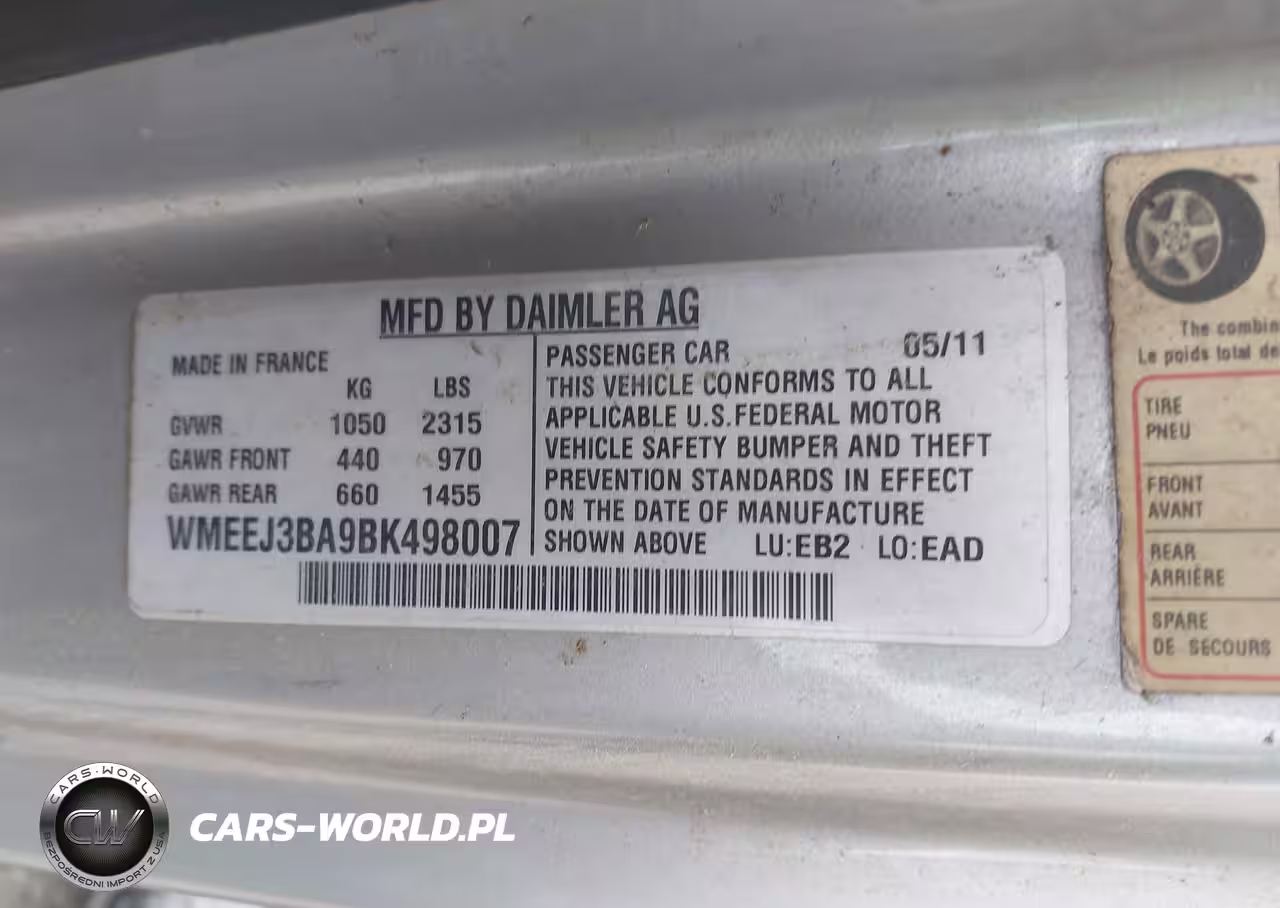 MFD BY DAIMLER AG
MADE IN FRANCE
KG LBS
GVWR 1050 2315
GAWR FRONT 440 970
GAWR REAR 660 1455
WMEEJ3BA9BK498007
PASSENGER CAR 05/11
THIS VEHICLE CONFORMS TO ALL
APPLICABLE U.S.FEDERAL MOTOR
VEHICLE SAFETY BUMPER AND THEFT
PREVENTION STANDARDS IN EFFECT
ON THE DATE OF MANUFACTURE
SHOWN ABOVE LU:EB2 LO:EAD
The combin
Le poids total de
TIRE
PNEU
FRONT
AVANT
REAR
ARRIÈRE
SPARE
DE SECOURS
CARS-WORLD
CW
BEZPOŚREDNI IMPORT Z USA
CARS-WORLD.PL